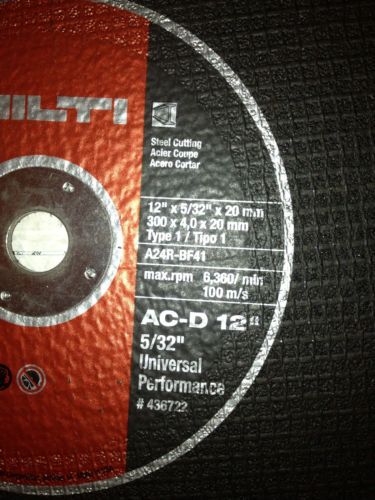 HILTI
Steel Cutting
Acier Coupe
Acero Cortar
12" x 5/32" x 20 mm
300 x 4,0 x 20 mm
Type 1 / Tipo 1
A24R-BF41
max.rpm 6,360/ min
100 m/s
AC-D 12"
5/32"
Universal
Performance
# 436722